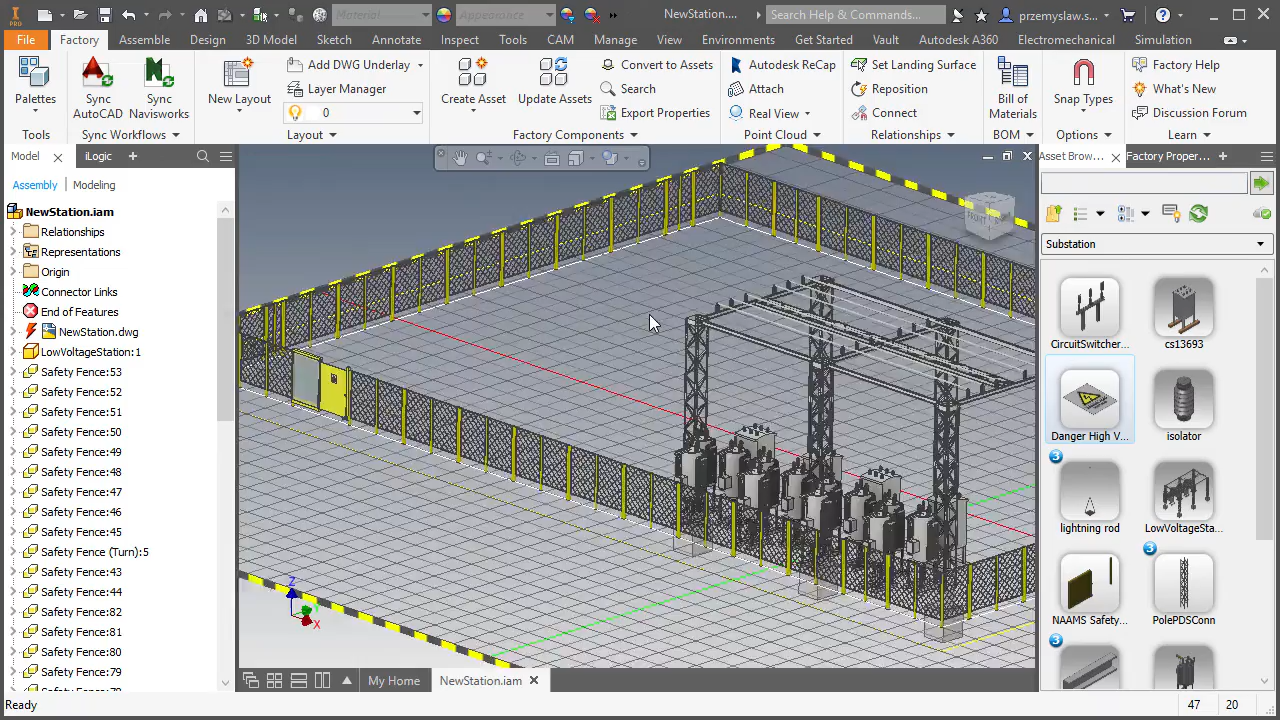 PRO
Material
Appearance
NewStation....
Search Help & Commands...
przemyslaw.s...
File
Factory
Assemble
Design
3D Model
Sketch
Annotate
Inspect
Tools
CAM
Manage
View
Environments
Get Started
Vault
Autodesk A360
Electromechanical
Simulation
Palettes
Tools
Sync AutoCAD
Sync Navisworks
Sync Workflows
New Layout
Add DWG Underlay
Layer Manager
0
Layout
Create Asset
Update Assets
Convert to Assets
Search
Export Properties
Factory Components
Autodesk ReCap
Attach
Real View
Point Cloud
Set Landing Surface
Reposition
Connect
Relationships
Bill of Materials
BOM
Snap Types
Options
Factory Help
What's New
Discussion Forum
Learn
Model
iLogic
Assembly
Modeling
NewStation.iam
Relationships
Representations
Origin
Connector Links
End of Features
NewStation.dwg
LowVoltageStation:1
Safety Fence:53
Safety Fence:52
Safety Fence:51
Safety Fence:50
Safety Fence:49
Safety Fence:48
Safety Fence:47
Safety Fence:46
Safety Fence:45
Safety Fence (Turn):5
Safety Fence:43
Safety Fence:44
Safety Fence:82
Safety Fence:81
Safety Fence:80
Safety Fence:79
FRONT
Z
Y
X
Asset Brow...
Factory Proper...
Substation
CircuitSwitcher...
cs13693
Danger High V...
isolator
3
lightning rod
LowVoltageSta...
3
NAAMS Safety...
PolePDSConn
3
My Home
NewStation.iam
Ready
47
20